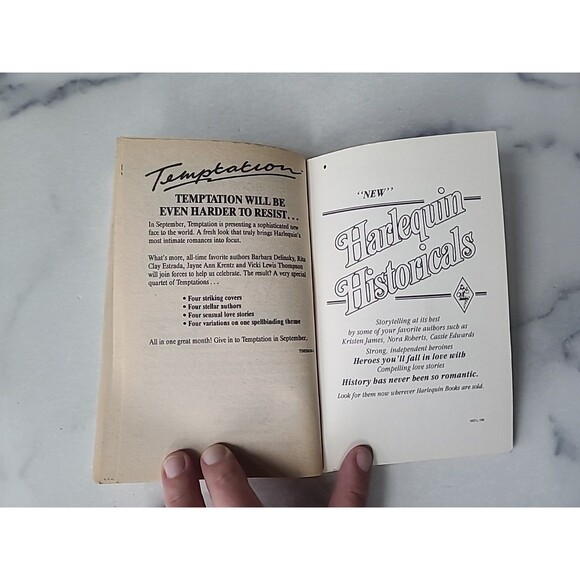 Temptation
TEMPTATION WILL BE
EVEN HARDER TO RESIST...
In September, Temptation is presenting a sophisticated new
face to the world. A fresh look that truly brings Harlequin's
most intimate romances into focus.
What's more, all-time favorite authors Barbara Delinsky, Rita
Clay Estrada, Jayne Ann Krentz and Vicki Lewis Thompson
will join forces to help us celebrate. The result? A very special
quartet of Temptations...
• Four striking covers
• Four stellar authors
• Four sensual love stories
• Four variations on one spellbinding theme
All in one great month! Give in to Temptation in September.
"NEW"
Harlequin
Historicals
Storytelling at its best
by some of your favorite authors such as
Kristen James, Nora Roberts, Cassie Edwards
Strong, independent heroines
Heroes you'll fall in love with
Compelling love stories
History has never been so romantic.
Look for them now wherever Harlequin Books are sold.